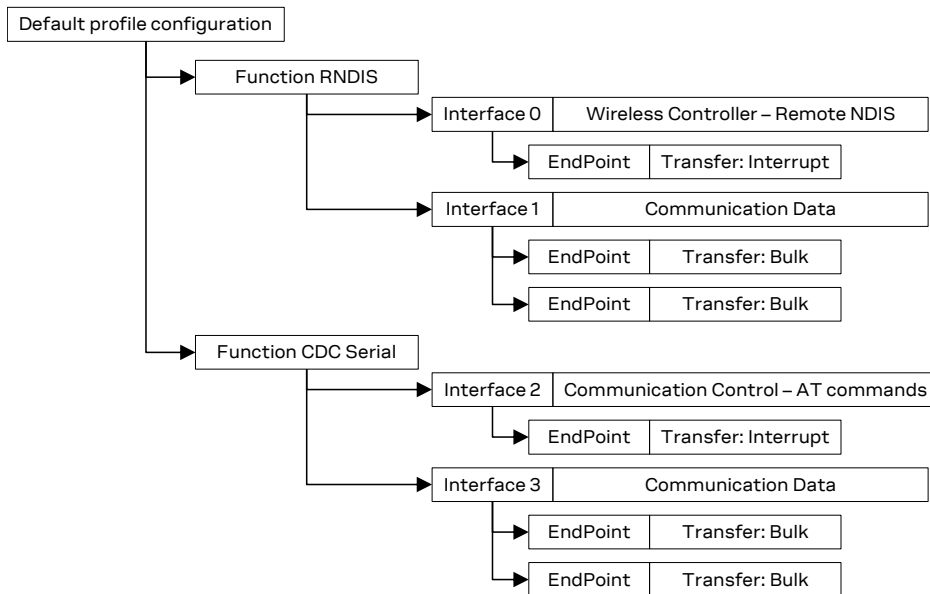 Default profile configuration
Function RNDIS
Interface 0 Wireless Controller – Remote NDIS
EndPoint Transfer: Interrupt
Interface 1 Communication Data
EndPoint Transfer: Bulk
EndPoint Transfer: Bulk
Function CDC Serial
Interface 2 Communication Control – AT commands
EndPoint Transfer: Interrupt
Interface 3 Communication Data
EndPoint Transfer: Bulk
EndPoint Transfer: Bulk